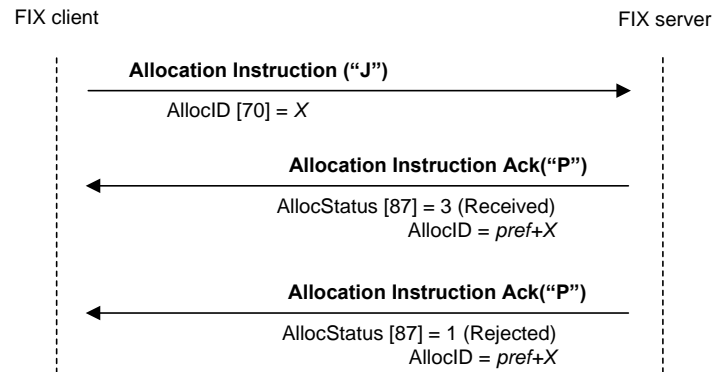 FIX client
FIX server
Allocation Instruction (“J”)
AllocID [70] = X
Allocation Instruction Ack(“P”)
AllocStatus [87] = 3 (Received)
AllocID = pref+X
Allocation Instruction Ack(“P”)
AllocStatus [87] = 1 (Rejected)
AllocID = pref+X